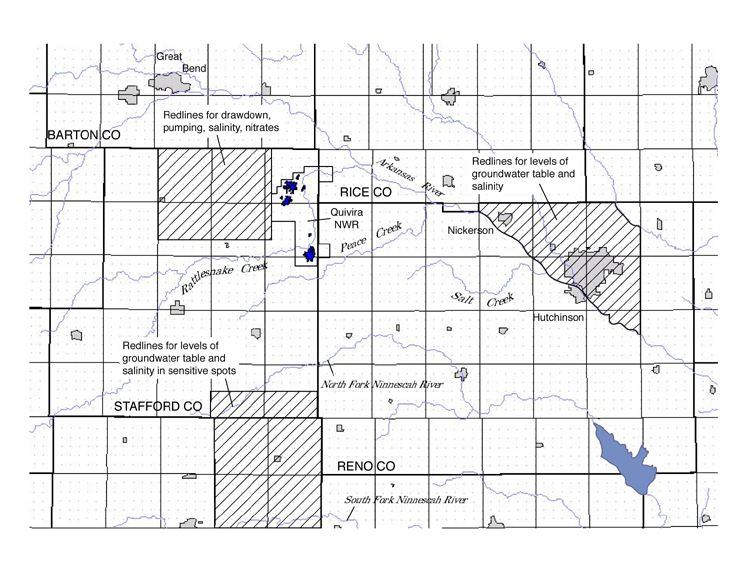 Great
Bend
Redlines for drawdown,
pumping, salinity, nitrates
BARTON CO
Arkansas River
Redlines for levels of
groundwater table and
salinity
RICE CO
Quivira
NWR
Peace Creek
Nickerson
Rattlesnake Creek
Salt Creek
Hutchinson
Redlines for levels of
groundwater table and
salinity in sensitive spots
North Fork Ninnescah River
STAFFORD CO
RENO CO
South Fork Ninnescah River